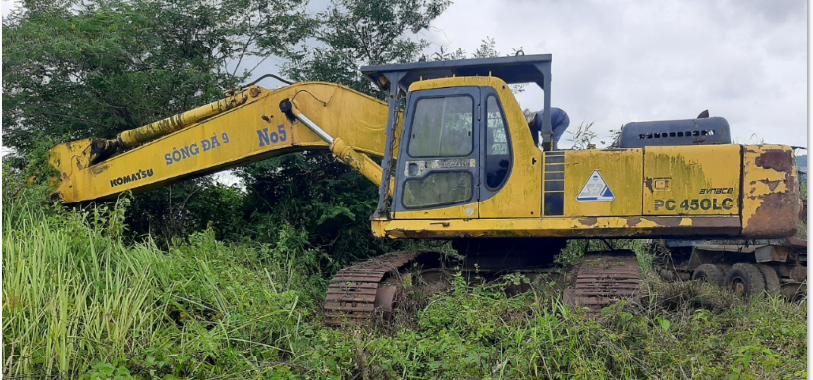 KOMATSU
SÔNG ĐÀ 9
No5
avance
PC 450LC